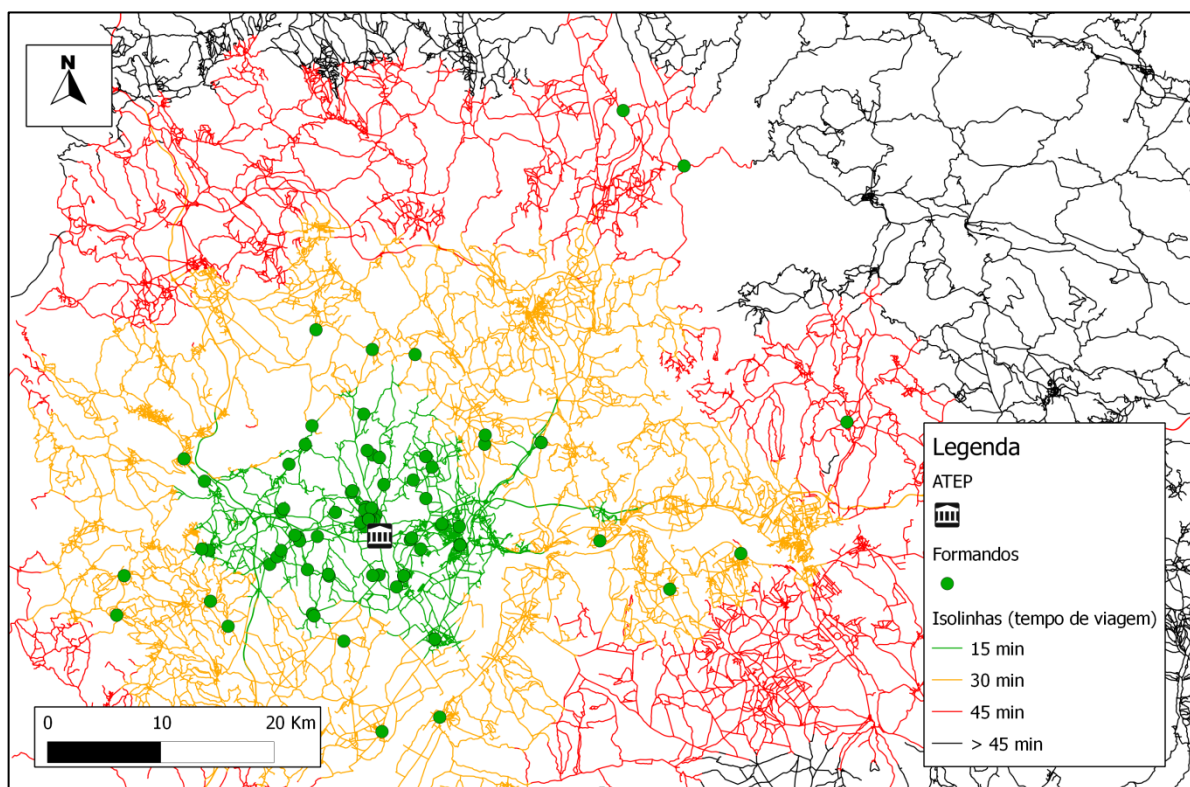 N
Legenda
ATEP
Formandos
Isolinhas (tempo de viagem)
15 min
30 min
45 min
> 45 min
0 10 20 Km